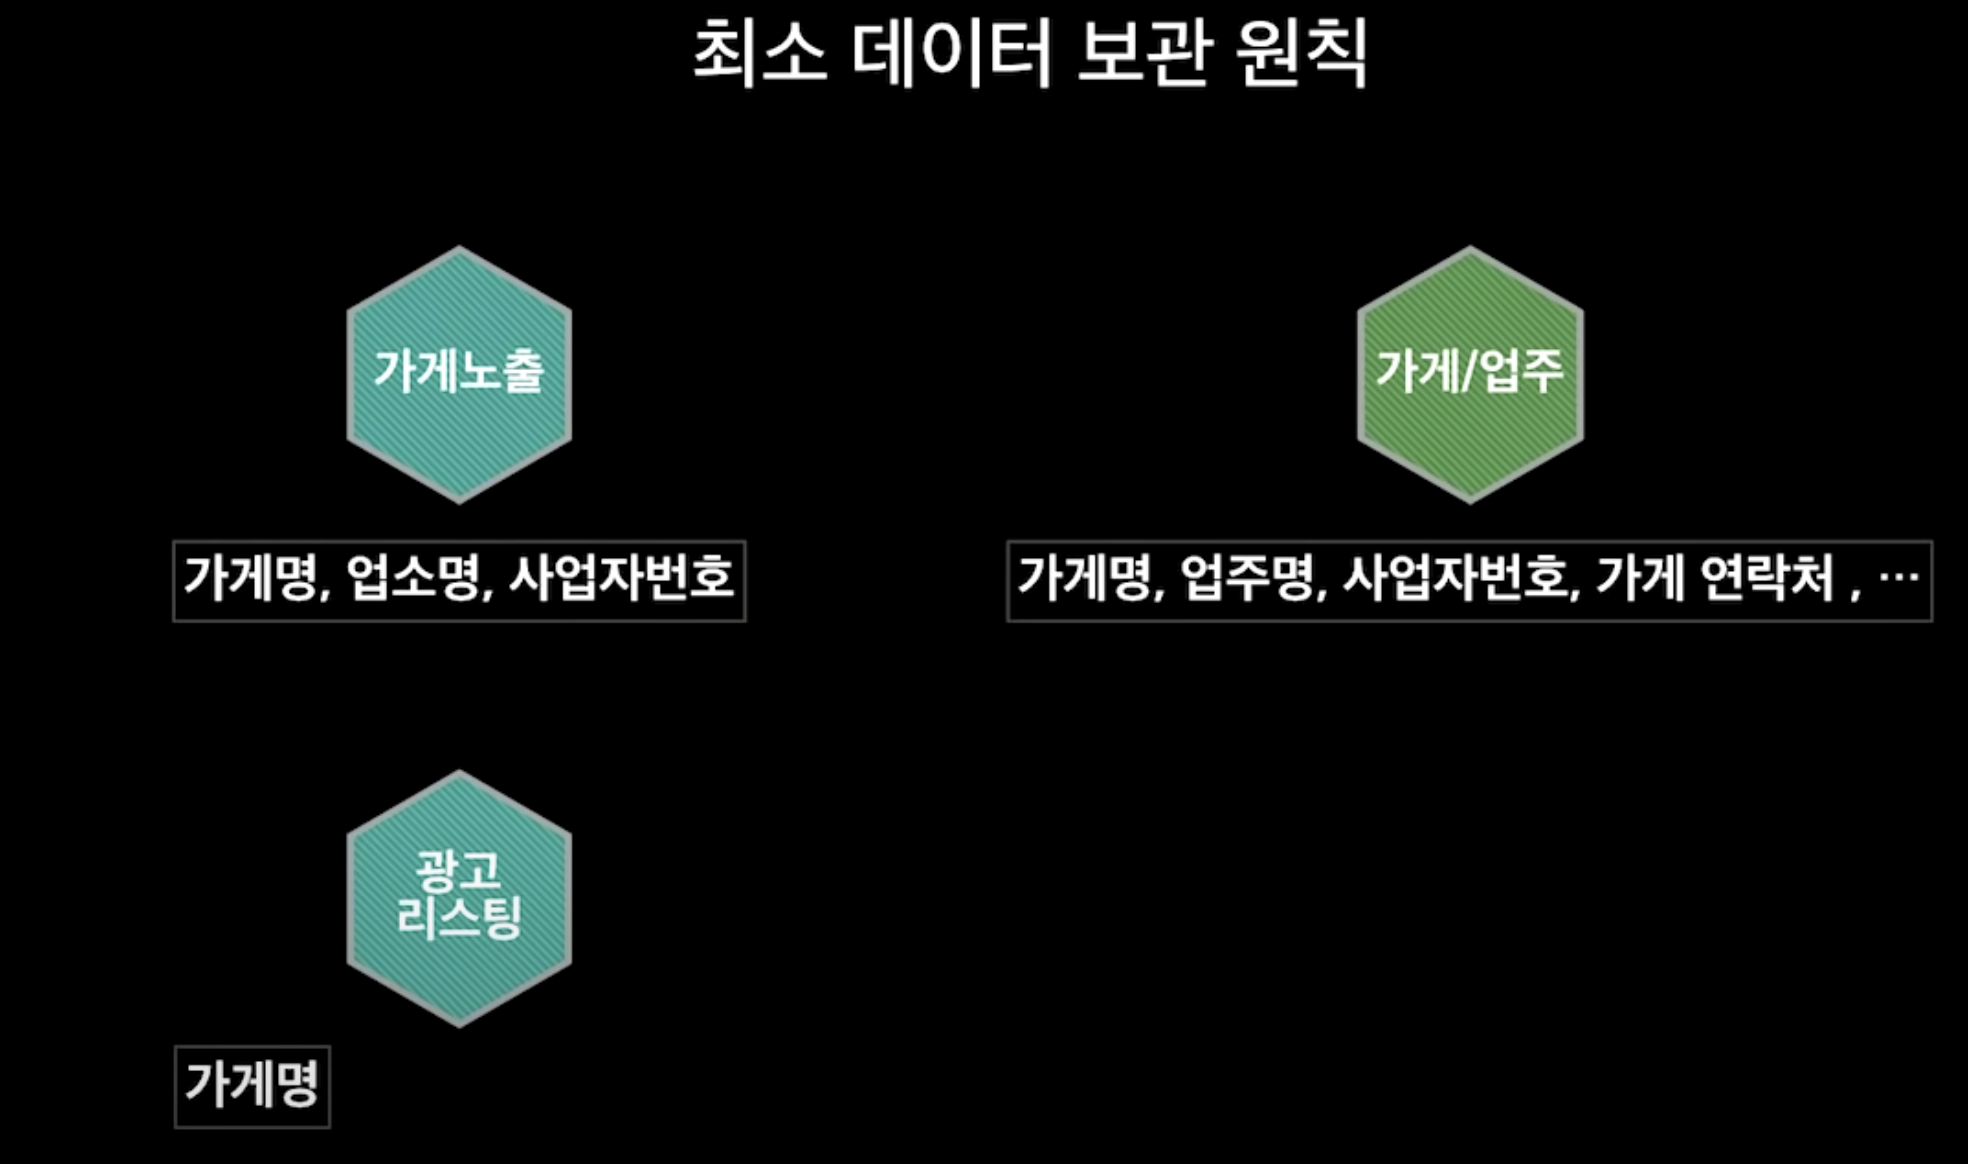 최소 데이터 보관 원칙
가게노출
가게명, 업소명, 사업자번호
가게/업주
가게명, 업주명, 사업자번호, 가게 연락처 , …
광고
리스팅
가게명